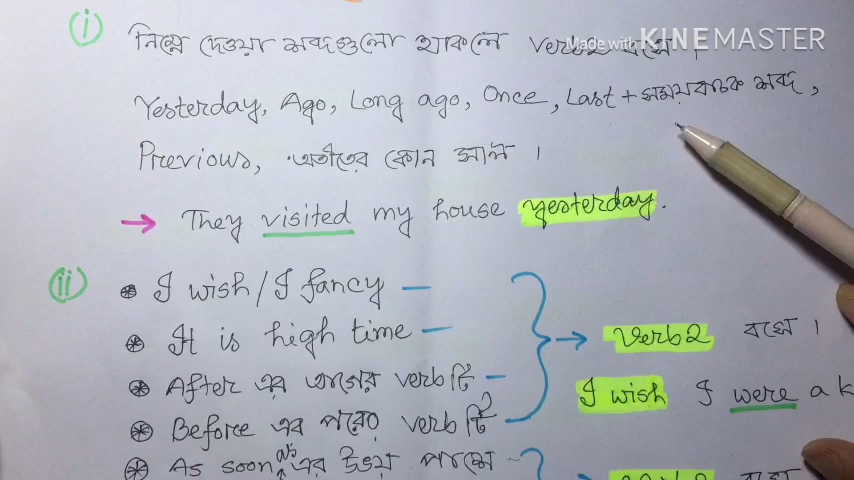 Made with KINEMASTER
(i) নিম্নে দেওয়া শব্দগুলো থাকলে verb2 বসে।
Yesterday, Ago, Long ago, Once, Last + সময়বাচক শব্দ,
Previous, অতীতের কোন সাল।
→ They visited my house yesterday.
(ii) I wish / I fancy —
It is high time —
→ verb2 বসে।
After এর আগের verb টি —
I wish I were a k
Before এর পরের verb টি
As soon as এর উভয় পাশে